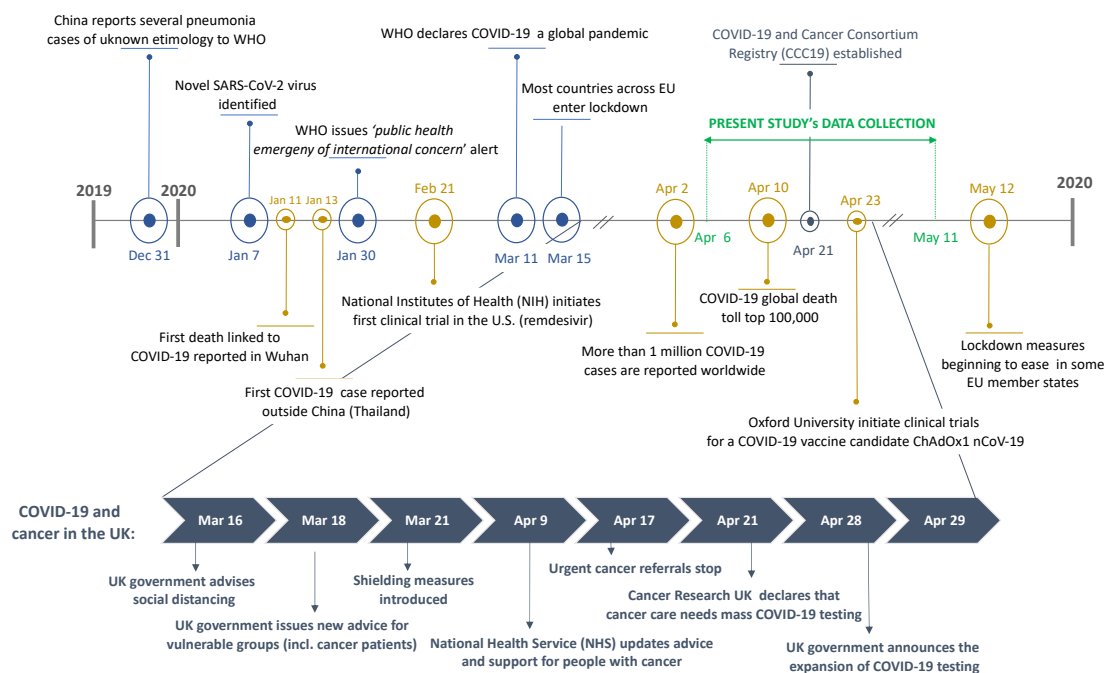 China reports several pneumonia
cases of uknown etimology to WHO
WHO declares COVID-19 a global pandemic
COVID-19 and Cancer Consortium
Registry (CCC19) established
Novel SARS-CoV-2 virus
identified
Most countries across EU
enter lockdown
WHO issues ‘public health
emergeny of international concern’ alert
PRESENT STUDY’s DATA COLLECTION
2019
2020
Jan 11
Jan 13
Feb 21
Apr 2
Apr 10
Apr 23
May 12
2020
Dec 31
Jan 7
Jan 30
Mar 11
Mar 15
Apr 6
Apr 21
May 11
National Institutes of Health (NIH) initiates
first clinical trial in the U.S. (remdesivir)
COVID-19 global death
toll top 100,000
First death linked to
COVID-19 reported in Wuhan
More than 1 million COVID-19
cases are reported worldwide
Lockdown measures
beginning to ease in some
EU member states
First COVID-19 case reported
outside China (Thailand)
Oxford University initiate clinical trials
for a COVID-19 vaccine candidate ChAdOx1 nCoV-19
COVID-19 and
cancer in the UK:
Mar 16
Mar 18
Mar 21
Apr 9
Apr 17
Apr 21
Apr 28
Apr 29
UK government advises
social distancing
UK government issues new advice for
vulnerable groups (incl. cancer patients)
Shielding measures
introduced
National Health Service (NHS) updates advice
and support for people with cancer
Urgent cancer referrals stop
Cancer Research UK declares that
cancer care needs mass COVID-19 testing
UK government announces the
expansion of COVID-19 testing